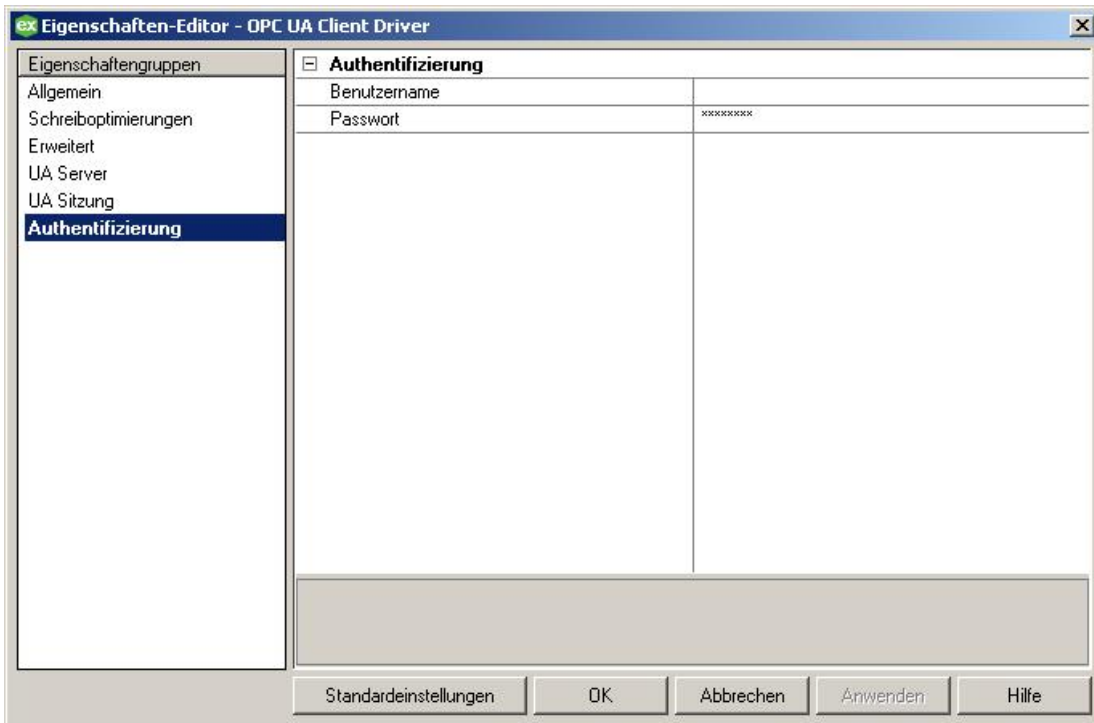 ex Eigenschaften-Editor - OPC UA Client Driver
Eigenschaftengruppen
Allgemein
Schreiboptimierungen
Erweitert
UA Server
UA Sitzung
Authentifizierung
Authentifizierung
Benutzername
Passwort ********
Standardeinstellungen OK Abbrechen Anwenden Hilfe